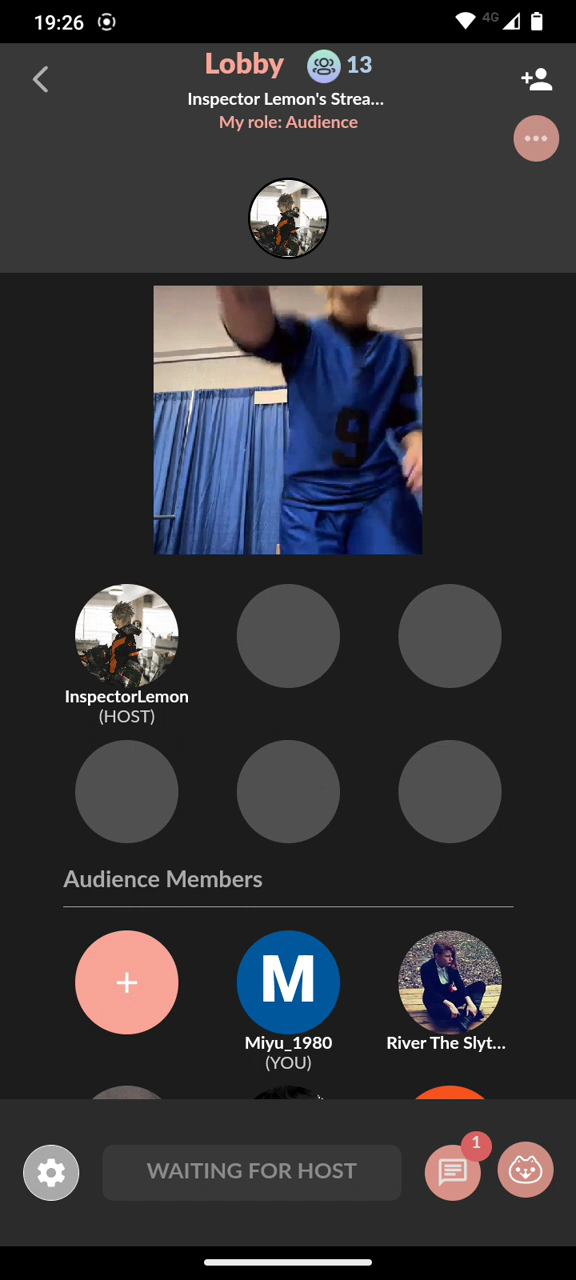 19:26
4G
Lobby
13
Inspector Lemon's Strea...
My role: Audience
9
InspectorLemon
(HOST)
Audience Members
+
M
Miyu_1980
River The Slyt...
(YOU)
1
WAITING FOR HOST